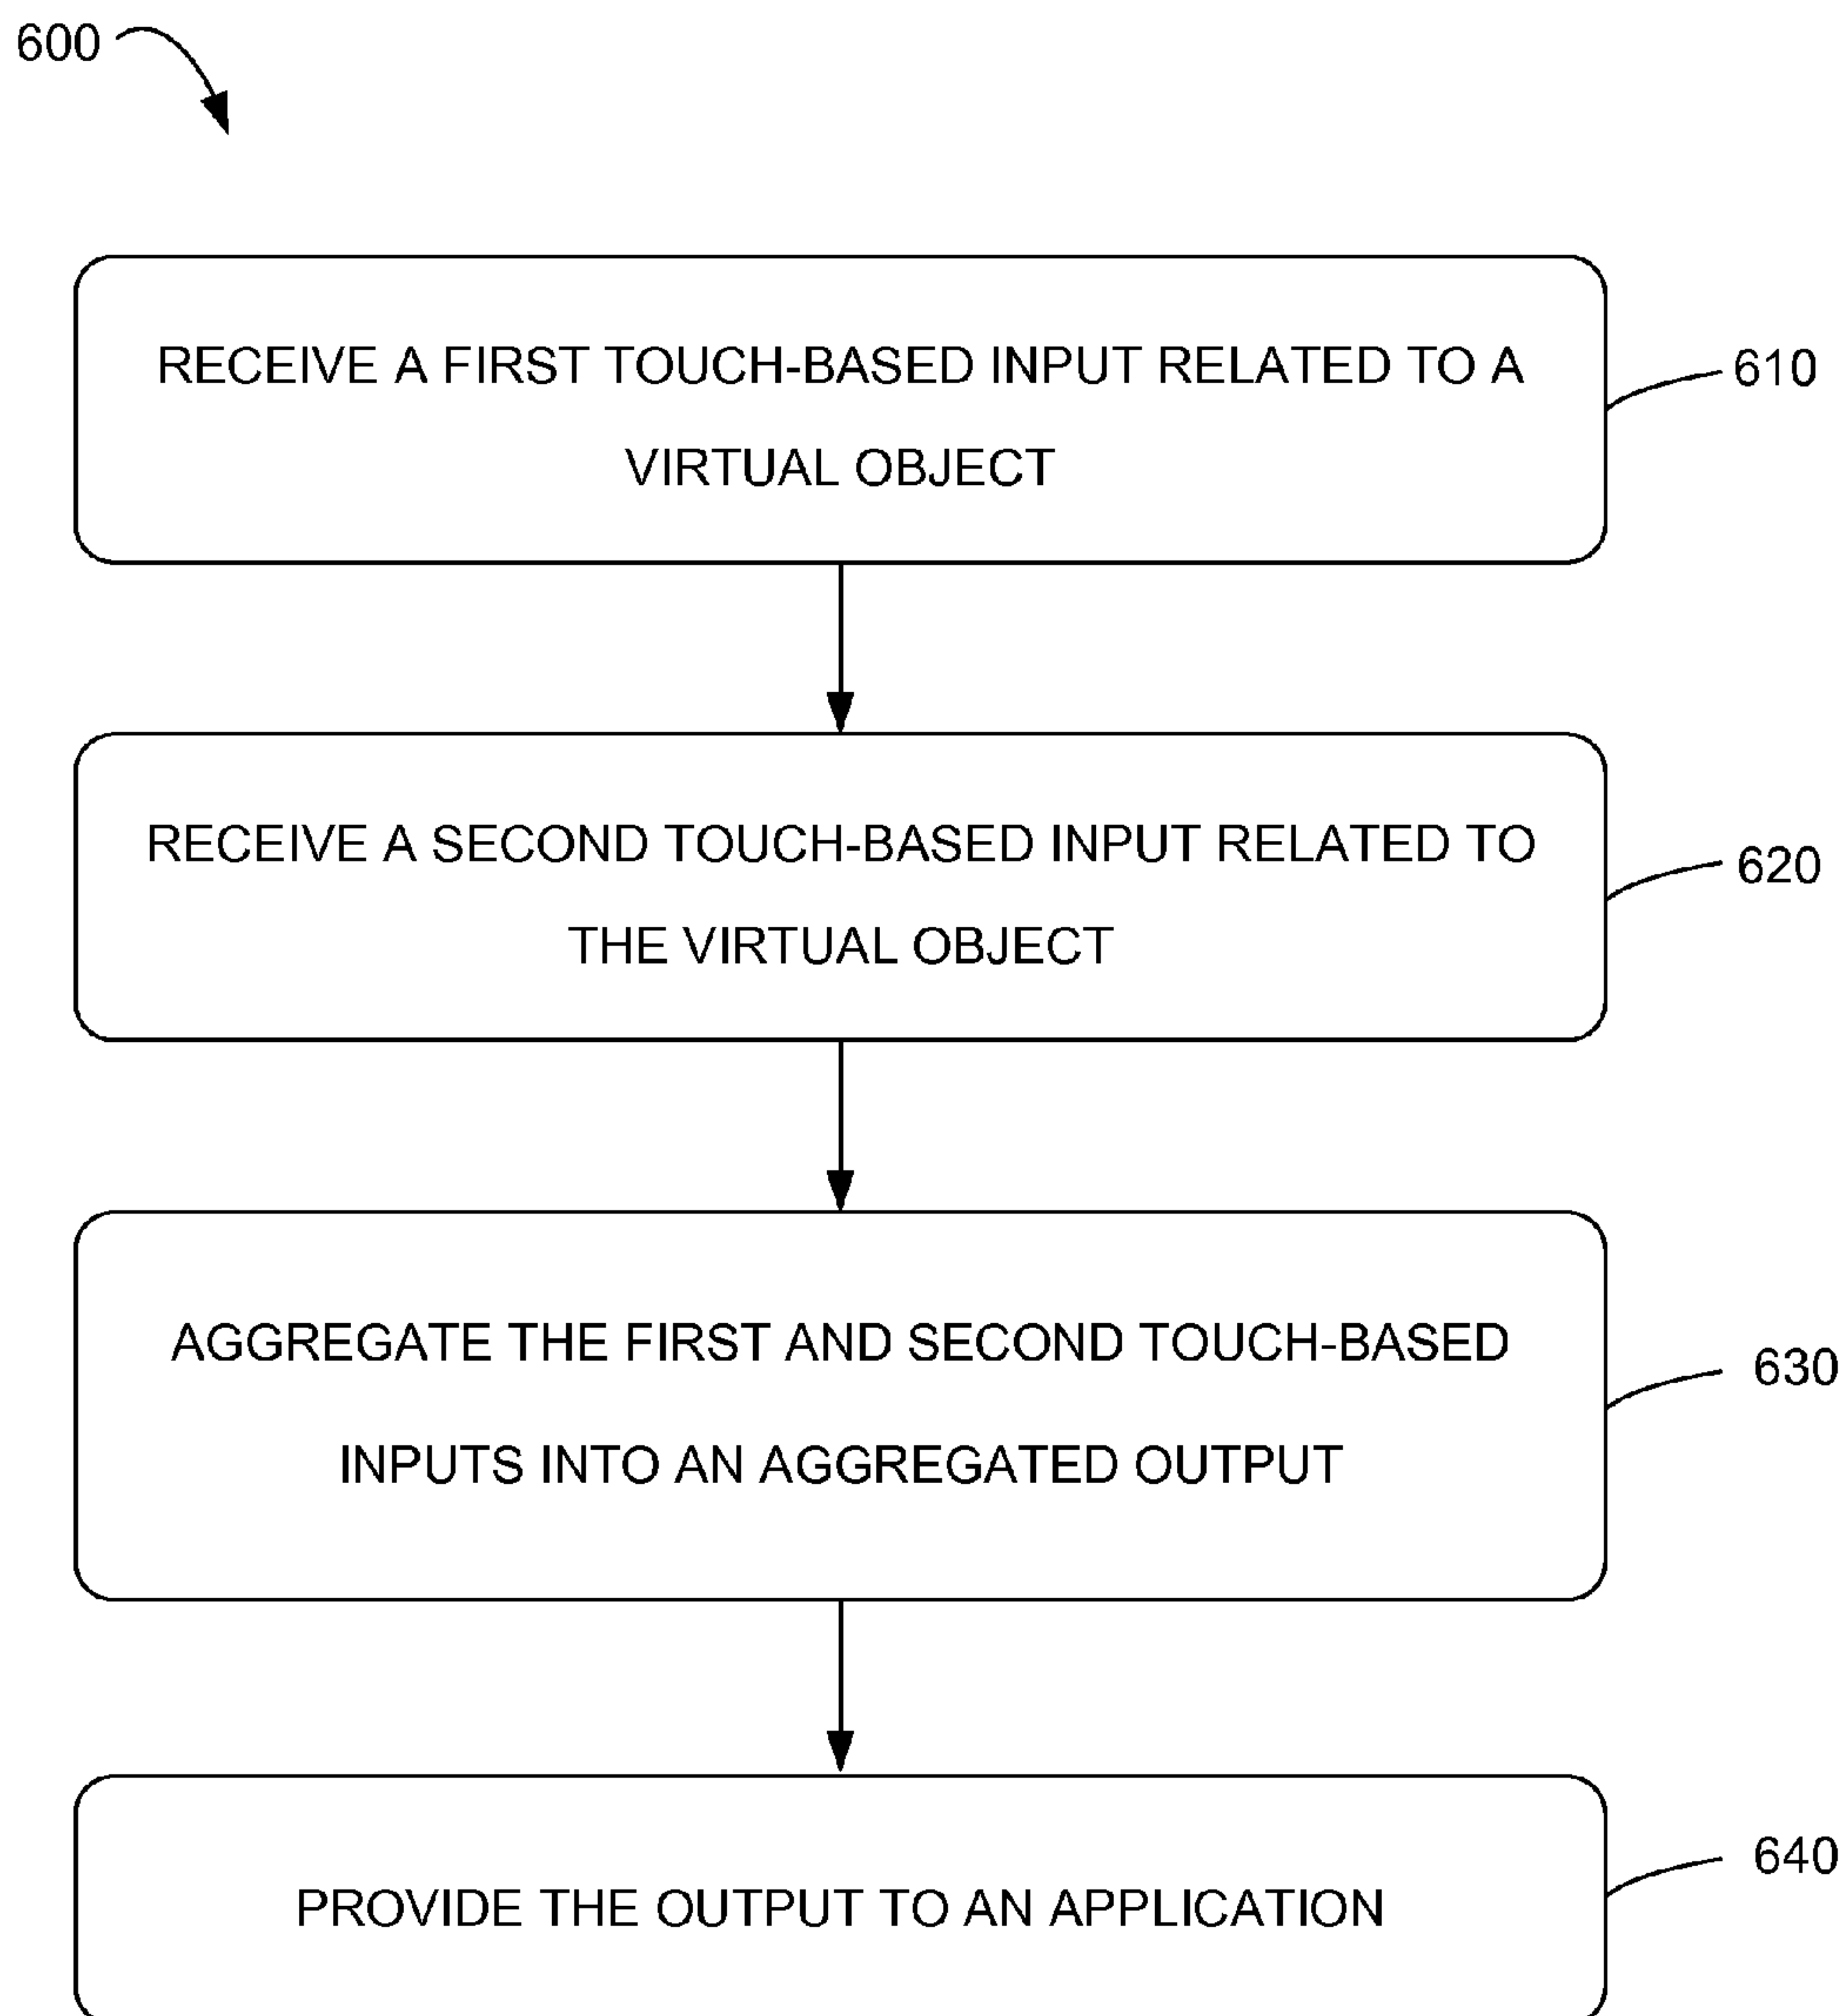 600
RECEIVE A FIRST TOUCH-BASED INPUT RELATED TO A
VIRTUAL OBJECT
610
RECEIVE A SECOND TOUCH-BASED INPUT RELATED TO
THE VIRTUAL OBJECT
620
AGGREGATE THE FIRST AND SECOND TOUCH-BASED
INPUTS INTO AN AGGREGATED OUTPUT
630
PROVIDE THE OUTPUT TO AN APPLICATION
640